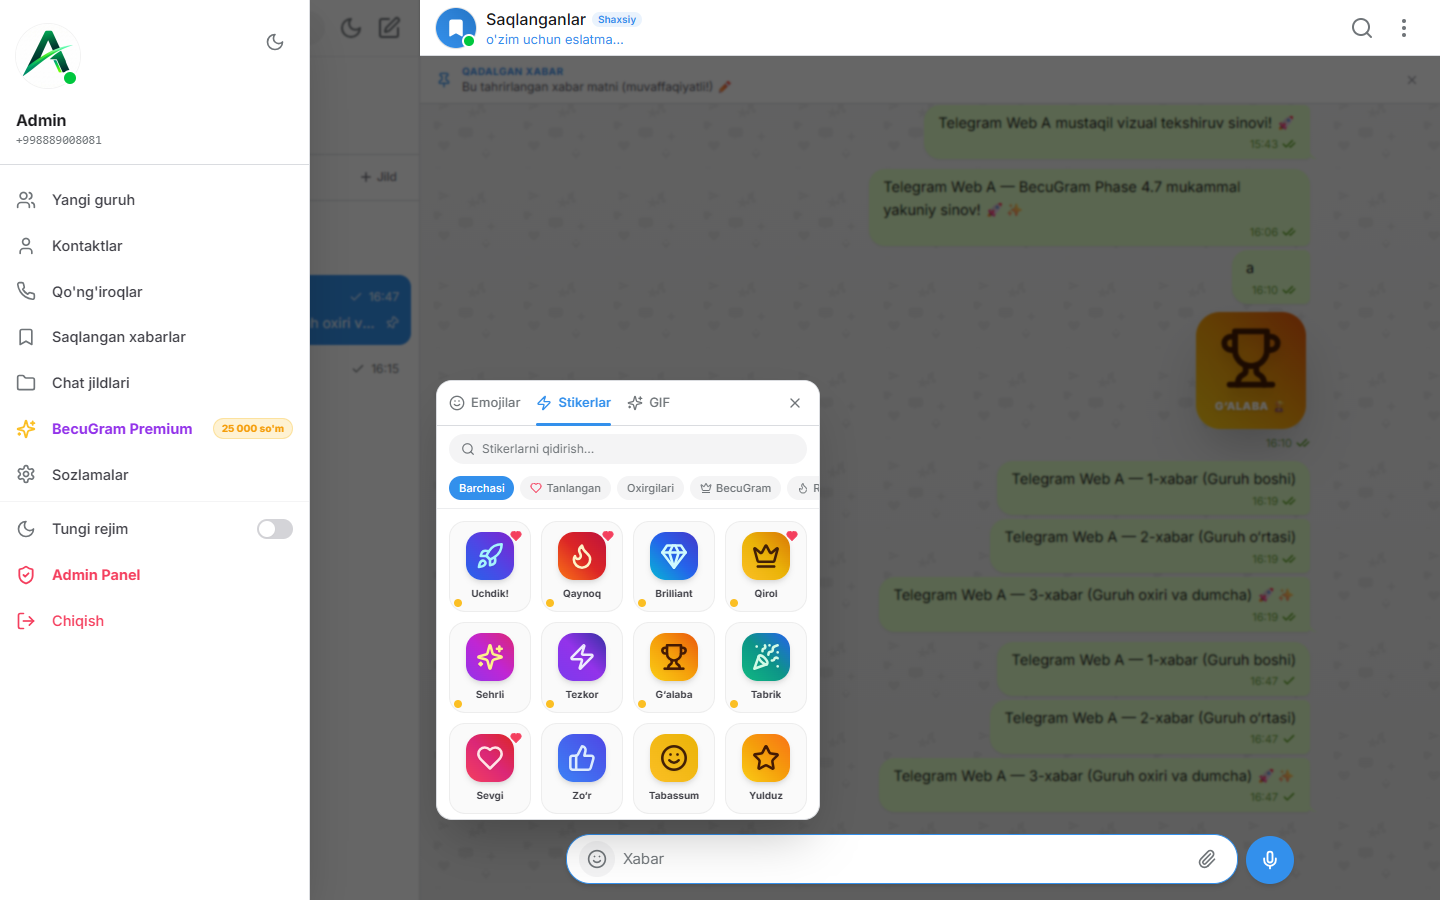 Admin
+998889008081
Yangi guruh
Kontaktlar
Qo'ng'iroqlar
Saqlangan xabarlar
Chat jildlari
BecuGram Premium 25 000 so'm
Sozlamalar
Tungi rejim
Admin Panel
Chiqish
+ Jild
16:47
h oxiri v...
16:15
Saqlanganlar Shaxsiy
o'zim uchun eslatma...
QADALGAN XABAR
Bu tahrirlangan xabar matni (muvaffaqiyatli!)
Telegram Web A mustaqil vizual tekshiruv sinovi! 🚀
15:43
Telegram Web A — BecuGram Phase 4.7 mukammal
yakuniy sinov! 🚀 ✨
16:06
a
16:10
G'ALABA
16:10
Telegram Web A — 1-xabar (Guruh boshi)
16:19
Telegram Web A — 2-xabar (Guruh o'rtasi)
16:19
Telegram Web A — 3-xabar (Guruh oxiri va dumcha) 🚀 ✨
16:19
Telegram Web A — 1-xabar (Guruh boshi)
16:47
Telegram Web A — 2-xabar (Guruh o'rtasi)
16:47
Telegram Web A — 3-xabar (Guruh oxiri va dumcha) 🚀 ✨
16:47
Emojilar Stikerlar GIF
Stikerlarni qidirish...
Barchasi Tanlangan Oxirgilari BecuGram
Uchdik! Qaynoq Brilliant Qirol
Sehrli Tezkor G'alaba Tabrik
Sevgi Zo'r Tabassum Yulduz
Xabar